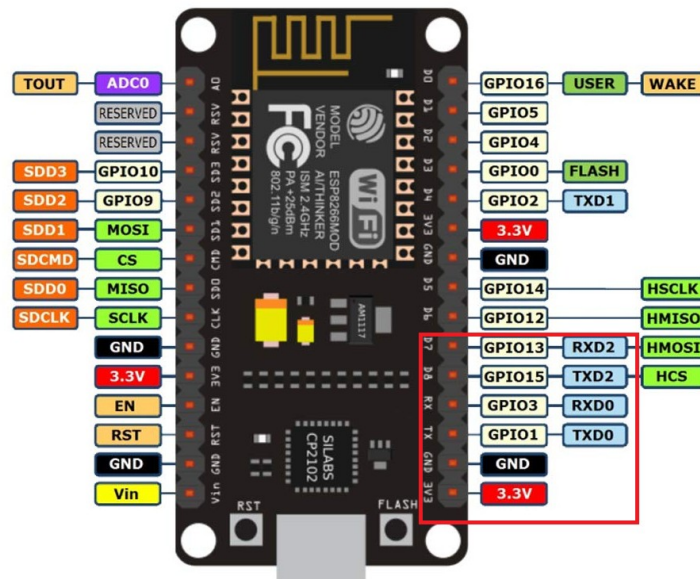 TOUT ADC0 A0 D0 GPIO16 USER WAKE
RESERVED RSV D1 GPIO5
RESERVED RSV D2 GPIO4
SDD3 GPIO10 SD3 D3 GPIO0 FLASH
SDD2 GPIO9 SD2 D4 GPIO2 TXD1
SDD1 MOSI SD1 3V3 3.3V
SDCMD CS CMD GND GND
SDD0 MISO SD0 D5 GPIO14 HSCLK
SDCLK SCLK CLK D6 GPIO12 HMISO
GND GND D7 GPIO13 RXD2 HMOSI
3.3V 3V3 D8 GPIO15 TXD2 HCS
EN EN RX GPIO3 RXD0
RST RST TX GPIO1 TXD0
GND GND GND GND
Vin Vin 3V3 3.3V
MODEL ESP8266MOD
VENDOR AI/THINKER
ISM 2.4GHz
PA +25dBm
802.11b/g/n
FC
Wi Fi
AM1117
SILABS
CP2102
RST
FLASH